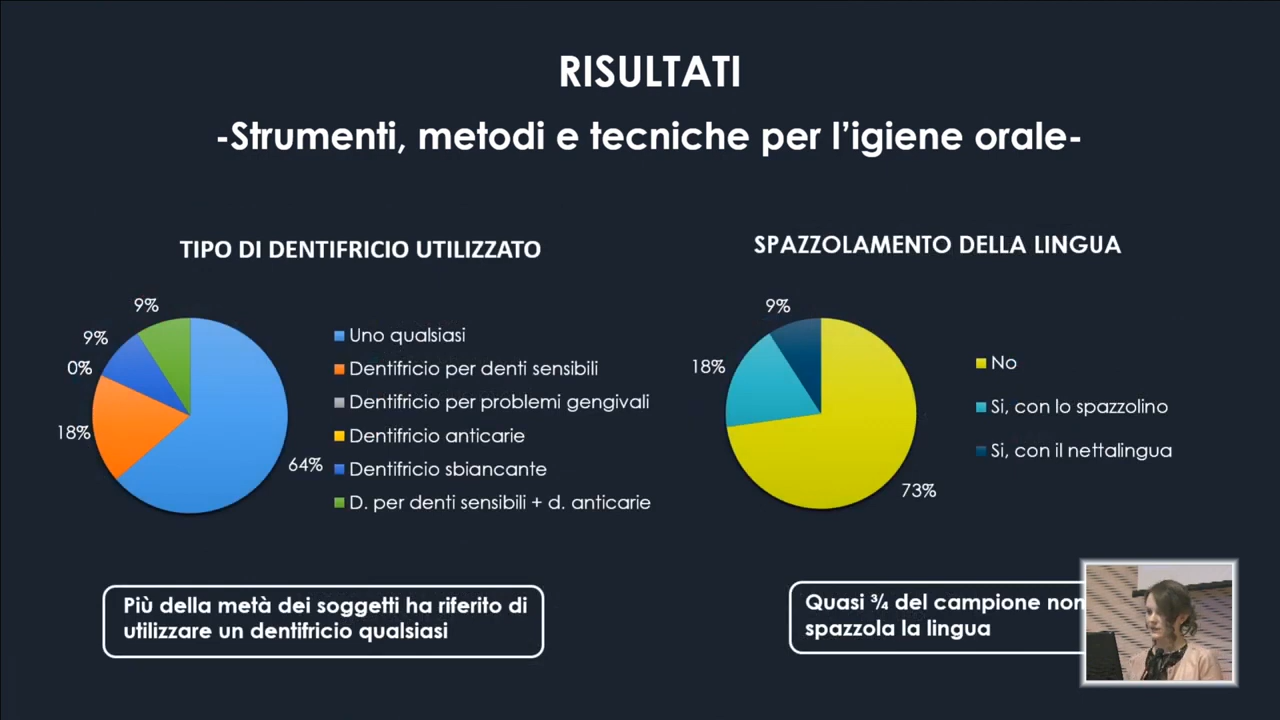 RISULTATI
-Strumenti, metodi e tecniche per l’igiene orale-
TIPO DI DENTIFRICIO UTILIZZATO
9%
9%
0%
18%
64%
Uno qualsiasi
Dentifricio per denti sensibili
Dentifricio per problemi gengivali
Dentifricio anticarie
Dentifricio sbiancante
D. per denti sensibili + d. anticarie
Più della metà dei soggetti ha riferito di
utilizzare un dentifricio qualsiasi
SPAZZOLAMENTO DELLA LINGUA
9%
18%
73%
No
Si, con lo spazzolino
Si, con il nettalingua
Quasi ¾ del campione non
spazzola la lingua